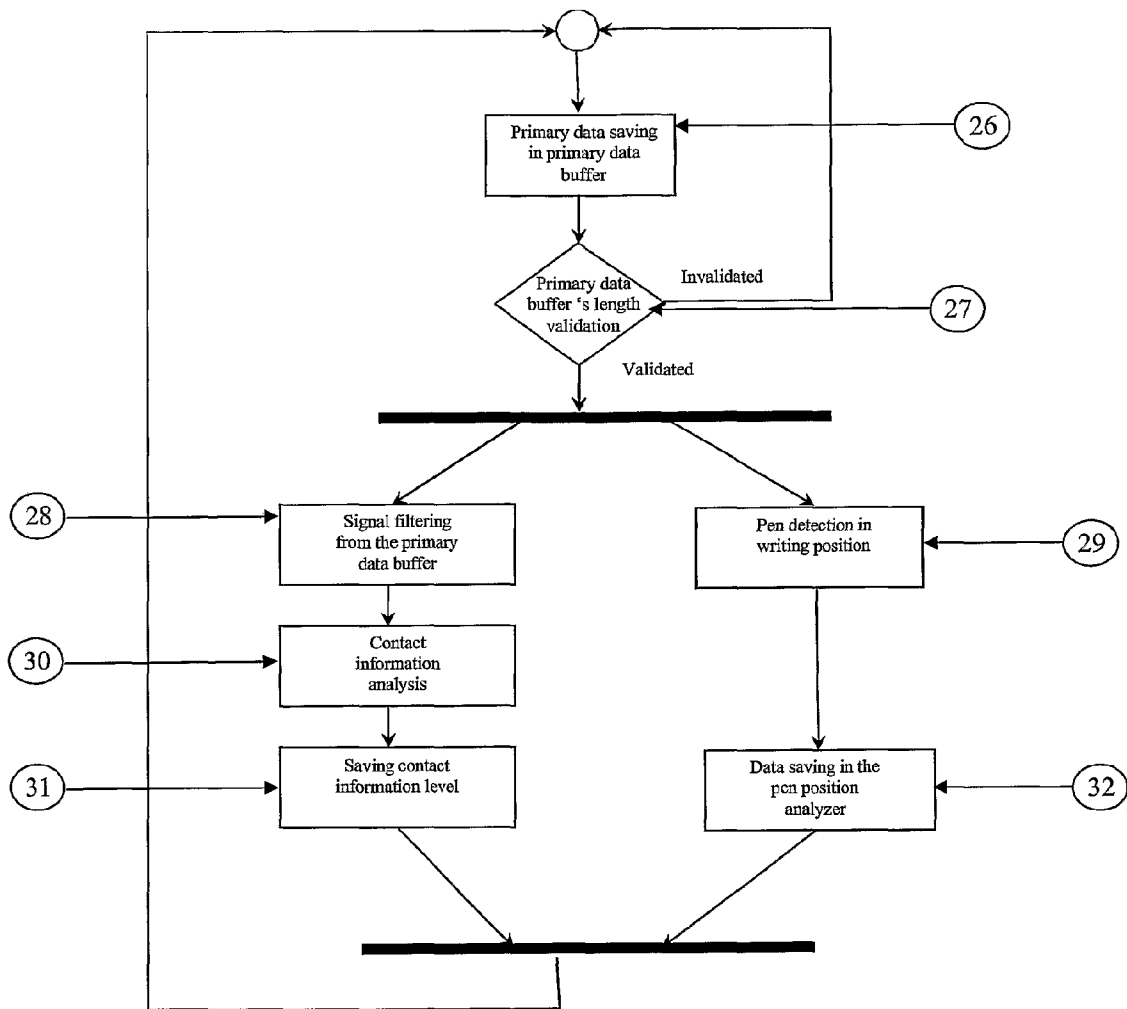 Primary data saving
in primary data
buffer
26
Primary data
buffer ‘s length
validation
Invalidated
27
Validated
28
Signal filtering
from the primary
data buffer
Pen detection in
writing position
29
30
Contact
information
analysis
31
Saving contact
information level
Data saving in the
pen position
analyzer
32